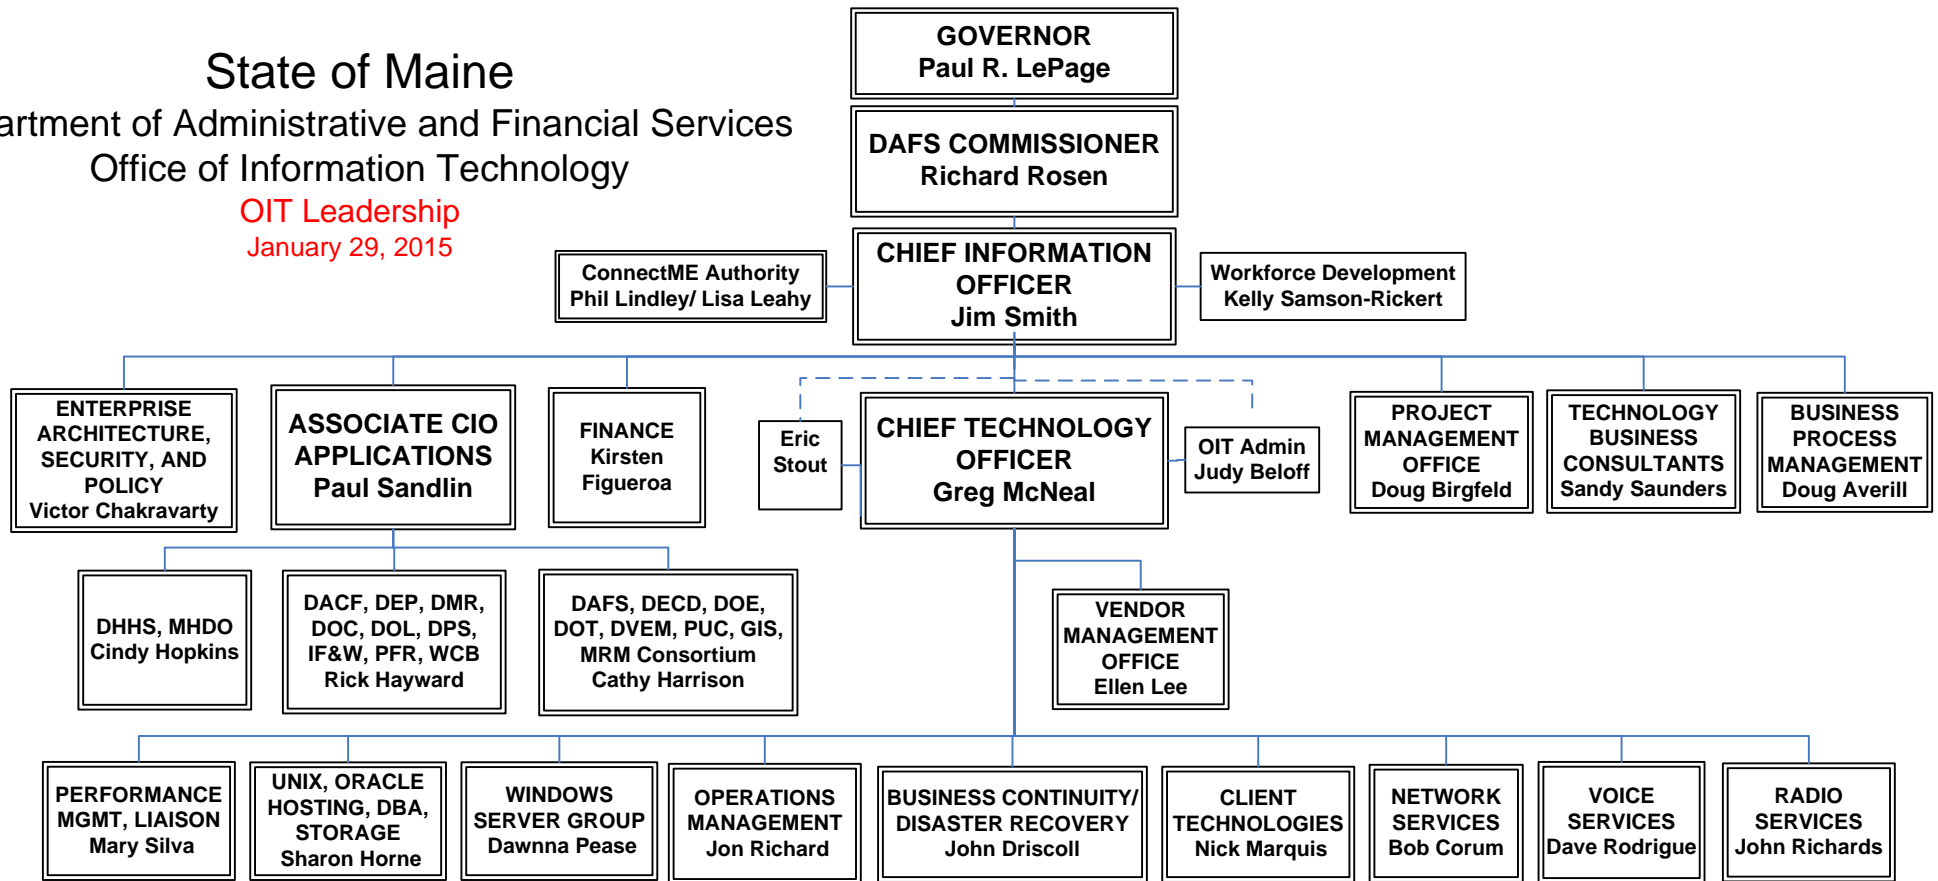 State of Maine
artment of Administrative and Financial Services
Office of Information Technology
OIT Leadership
January 29, 2015
GOVERNOR
Paul R. LePage
DAFS COMMISSIONER
Richard Rosen
CHIEF INFORMATION
OFFICER
Jim Smith
ConnectME Authority
Phil Lindley/ Lisa Leahy
Workforce Development
Kelly Samson-Rickert
ENTERPRISE
ARCHITECTURE,
SECURITY, AND
POLICY
Victor Chakravarty
ASSOCIATE CIO
APPLICATIONS
Paul Sandlin
FINANCE
Kirsten
Figueroa
Eric
Stout
CHIEF TECHNOLOGY
OFFICER
Greg McNeal
OIT Admin
Judy Beloff
PROJECT
MANAGEMENT
OFFICE
Doug Birgfeld
TECHNOLOGY
BUSINESS
CONSULTANTS
Sandy Saunders
BUSINESS
PROCESS
MANAGEMENT
Doug Averill
DHHS, MHDO
Cindy Hopkins
DACF, DEP, DMR,
DOC, DOL, DPS,
IF&W, PFR, WCB
Rick Hayward
DAFS, DECD, DOE,
DOT, DVEM, PUC, GIS,
MRM Consortium
Cathy Harrison
VENDOR
MANAGEMENT
OFFICE
Ellen Lee
PERFORMANCE
MGMT, LIAISON
Mary Silva
UNIX, ORACLE
HOSTING, DBA,
STORAGE
Sharon Horne
WINDOWS
SERVER GROUP
Dawnna Pease
OPERATIONS
MANAGEMENT
Jon Richard
BUSINESS CONTINUITY/
DISASTER RECOVERY
John Driscoll
CLIENT
TECHNOLOGIES
Nick Marquis
NETWORK
SERVICES
Bob Corum
VOICE
SERVICES
Dave Rodrigue
RADIO
SERVICES
John Richards